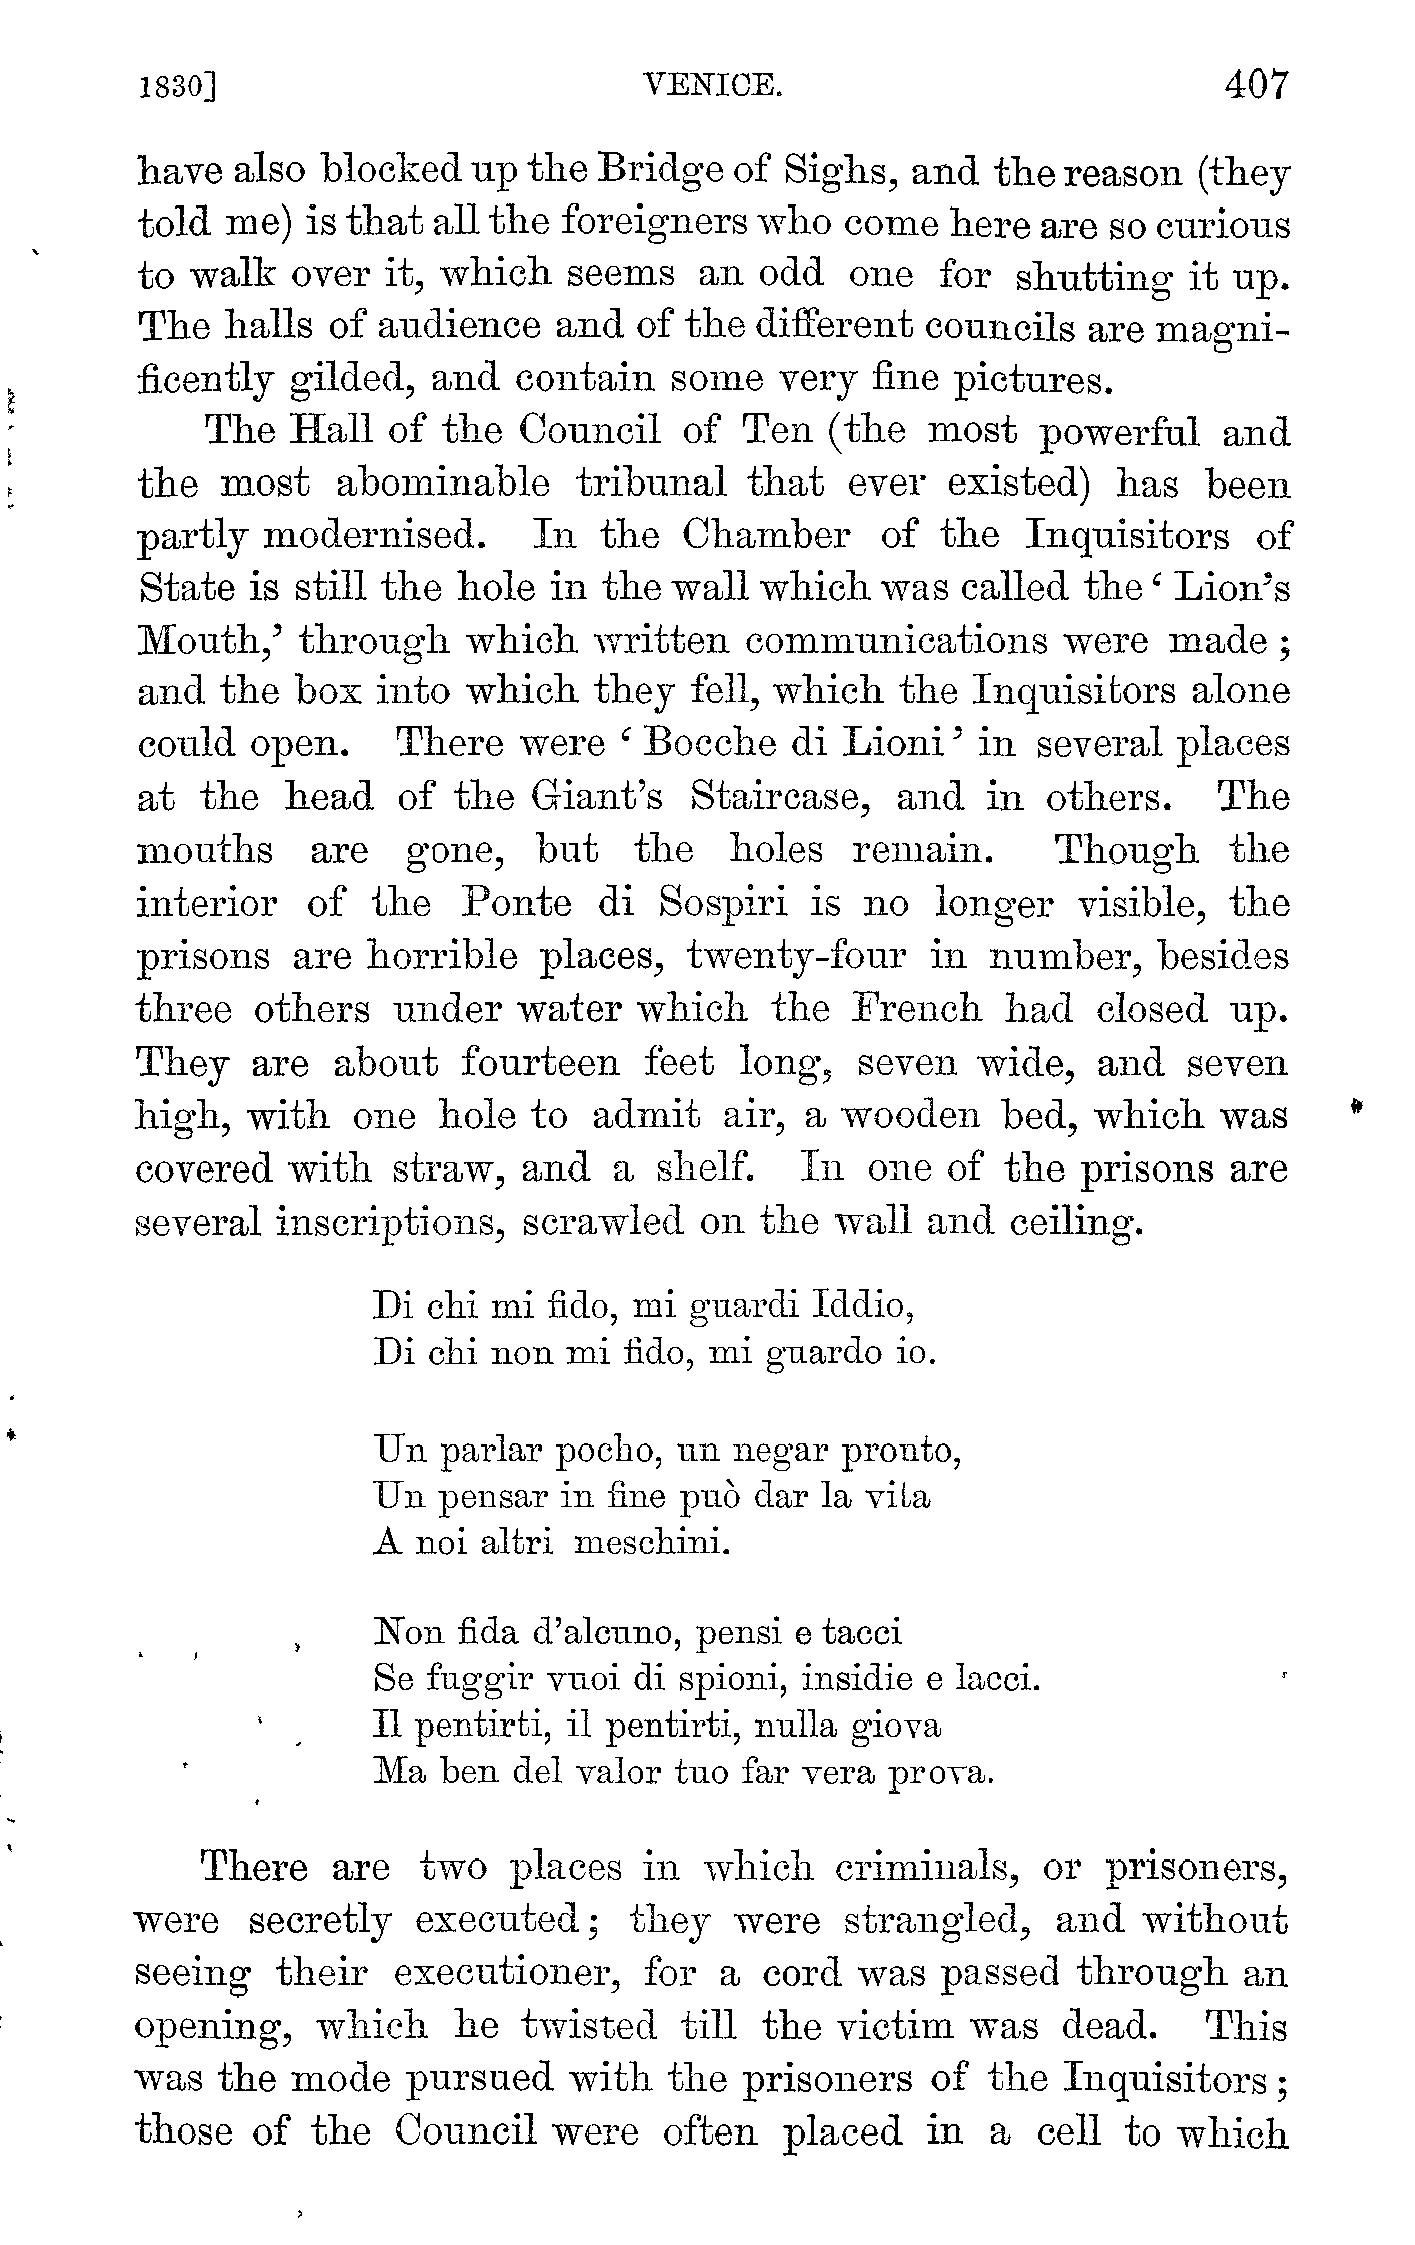 1830] VENICE. 407
have also blocked up the Bridge of Sighs, and the reason (they
told me) is that all the foreigners who come here are so curious
to walk over it, which seems an odd one for shutting it up.
The halls of audience and of the different councils are magni-
ficently gilded, and contain some very fine pictures.
The Hall of the Council of Ten (the most powerful and
the most abominable tribunal that ever existed) has been
partly modernised. In the Chamber of the Inquisitors of
State is still the hole in the wall which was called the ‘ Lion’s
Mouth,’ through which written communications were made ;
and the box into which they fell, which the Inquisitors alone
could open. There were ‘ Bocche di Lioni ’ in several places
at the head of the Giant’s Staircase, and in others. The
mouths are gone, but the holes remain. Though the
interior of the Ponte di Sospiri is no longer visible, the
prisons are horrible places, twenty-four in number, besides
three others under water which the French had closed up.
They are about fourteen feet long, seven wide, and seven
high, with one hole to admit air, a wooden bed, which was
covered with straw, and a shelf. In one of the prisons are
several inscriptions, scrawled on the wall and ceiling.
Di chi mi fido, mi guardi Iddio,
Di chi non mi fido, mi guardo io.
Un parlar pocho, un negar pronto,
Un pensar in fine può dar la vita
A noi altri meschini.
Non fida d’alcuno, pensi e tacci
Se fuggir vuoi di spioni, insidie e lacci.
Il pentirti, il pentirti, nulla giova
Ma ben del valor tuo far vera prova.
There are two places in which criminals, or prisoners,
were secretly executed ; they were strangled, and without
seeing their executioner, for a cord was passed through an
opening, which he twisted till the victim was dead. This
was the mode pursued with the prisoners of the Inquisitors ;
those of the Council were often placed in a cell to which